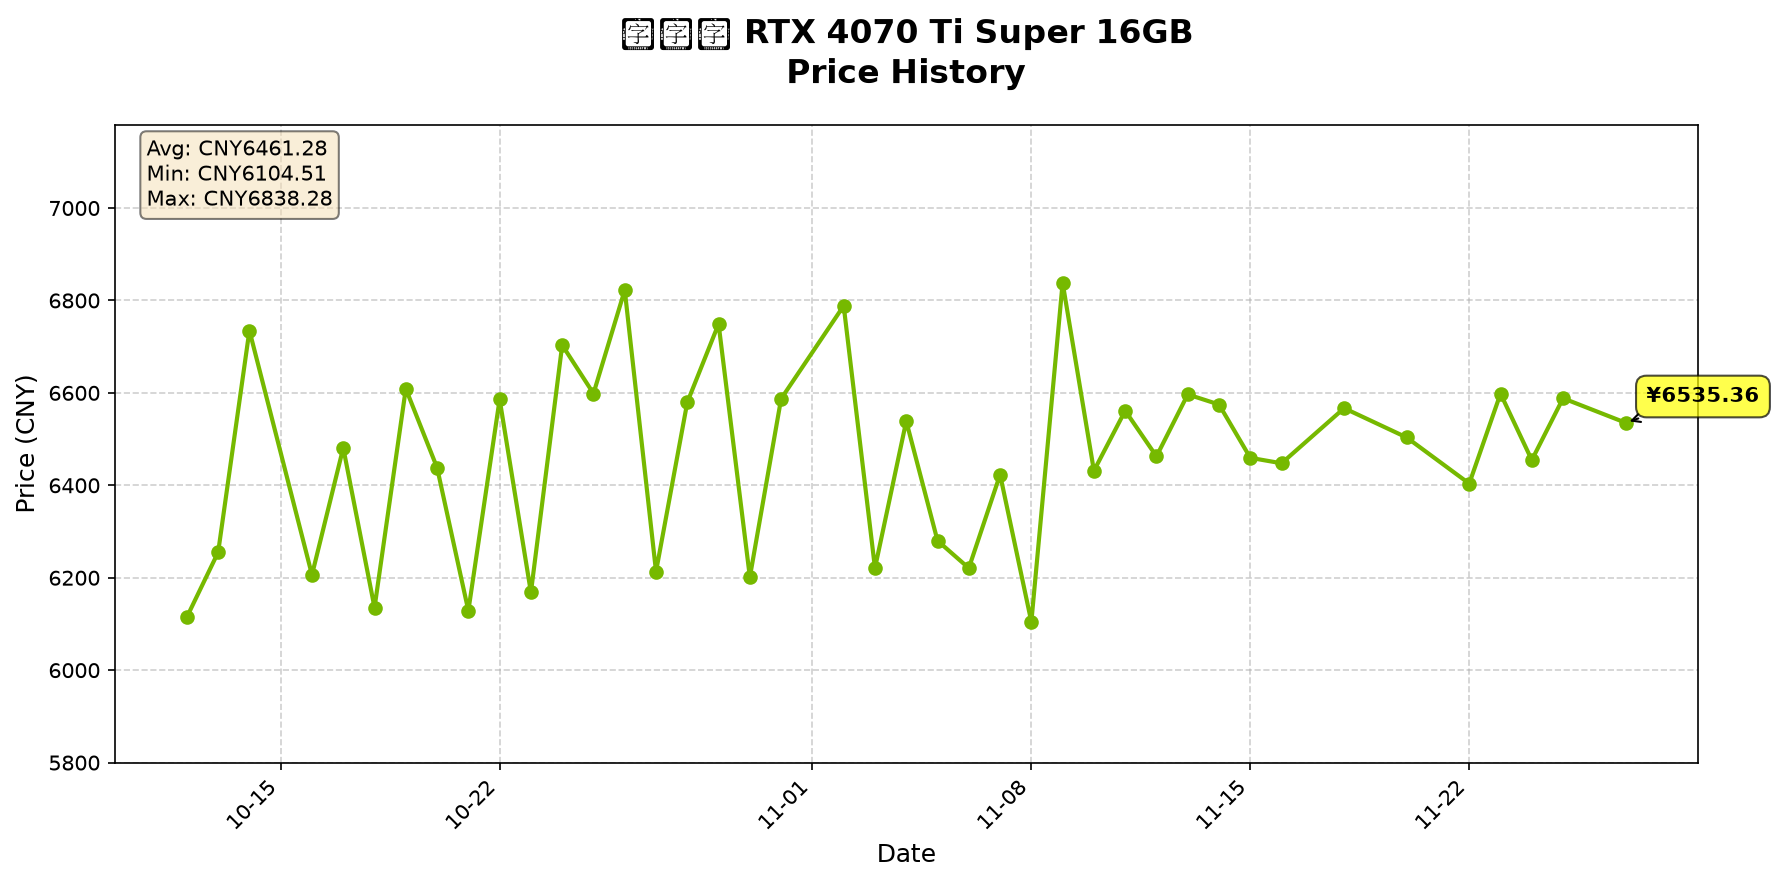 RTX 4070 Ti Super 16GB
Price History
Avg: CNY6461.28
Min: CNY6104.51
Max: CNY6838.28
7000
6800
6600
6400
6200
6000
5800
Price (CNY)
¥6535.36
10-15
10-22
11-01
11-08
11-15
11-22
Date